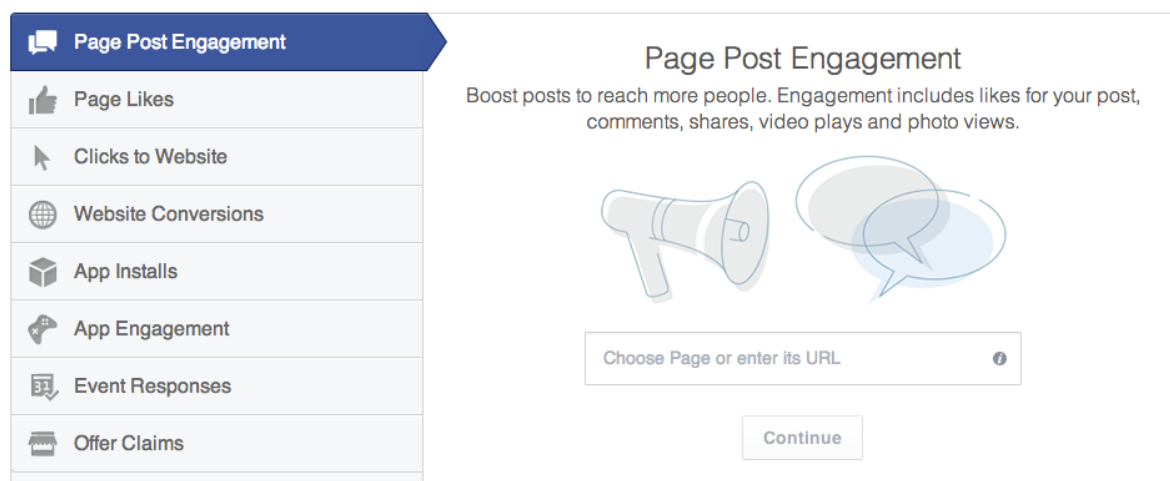 Page Post Engagement
Page Likes
Clicks to Website
Website Conversions
App Installs
App Engagement
31
Event Responses
Offer Claims
Page Post Engagement
Boost posts to reach more people. Engagement includes likes for your post,
comments, shares, video plays and photo views.
Choose Page or enter its URL
i
Continue